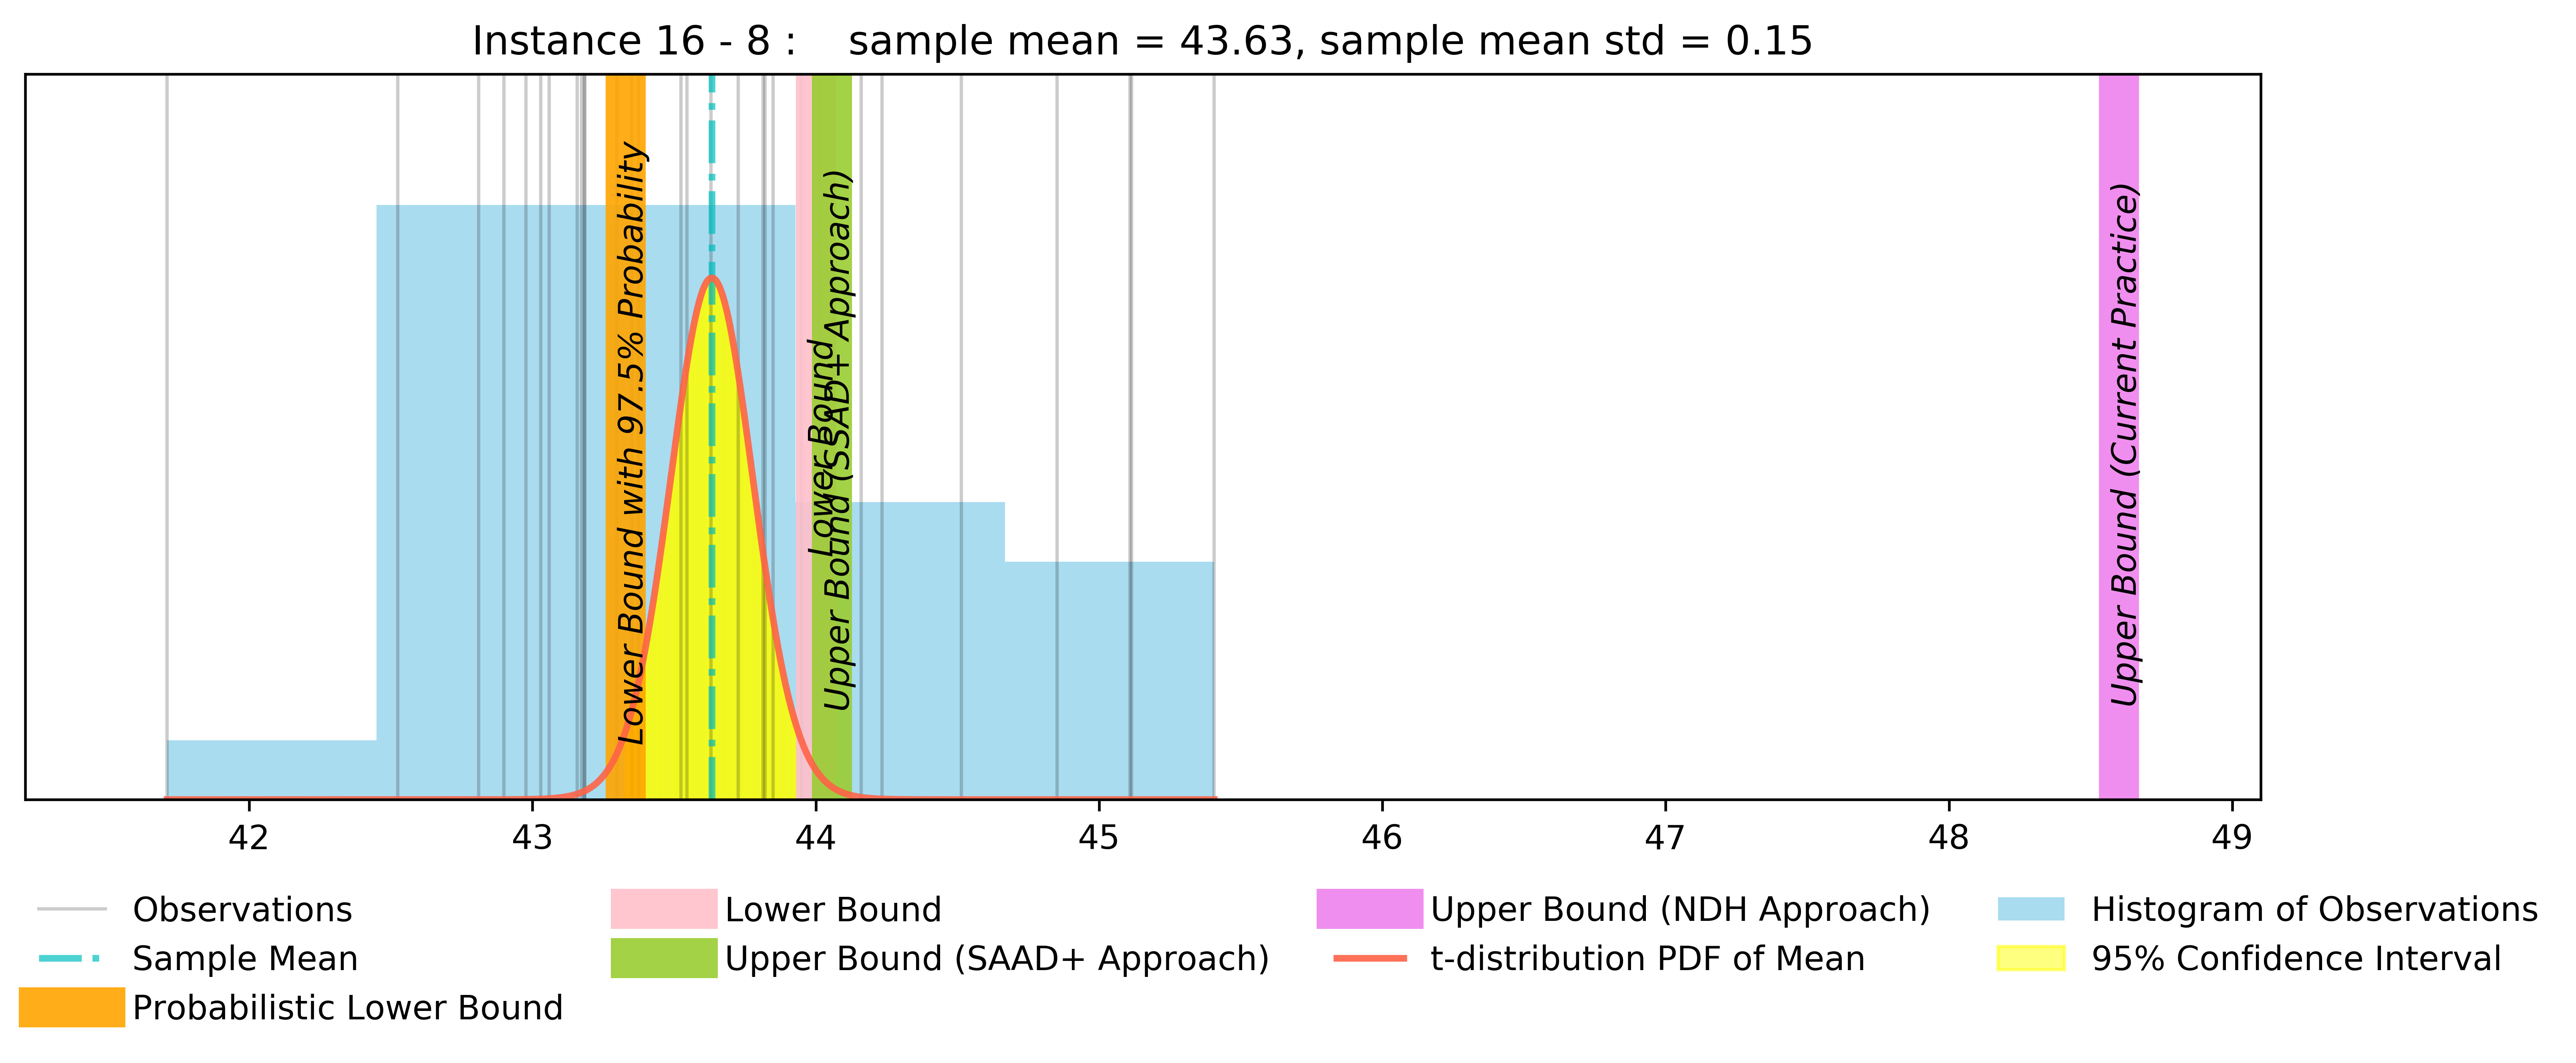 Instance 16 - 8 :    sample mean = 43.63, sample mean std = 0.15
Lower Bound with 97.5% Probability
Lower Bound
Upper Bound (SSAD+ Approach)
Upper Bound (Current Practice)
42 43 44 45 46 47 48 49
Observations
Sample Mean
Probabilistic Lower Bound
Lower Bound
Upper Bound (SAAD+ Approach)
Upper Bound (NDH Approach)
t-distribution PDF of Mean
Histogram of Observations
95% Confidence Interval